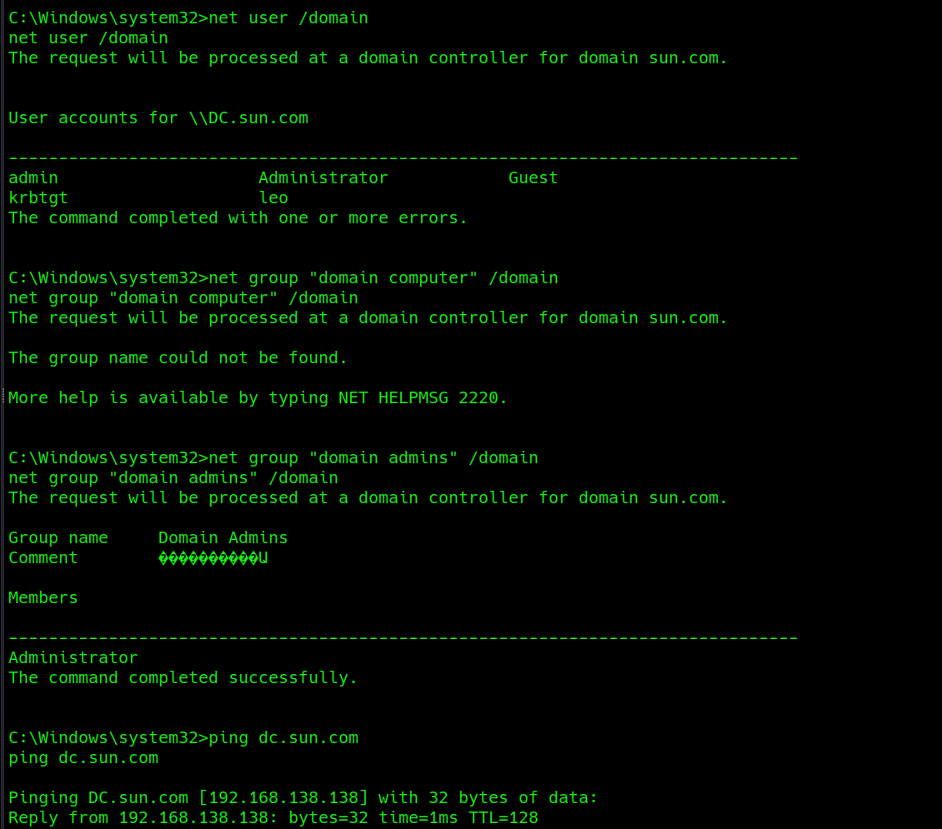 C:\Windows\system32>net user /domain
net user /domain
The request will be processed at a domain controller for domain sun.com.
User accounts for \\DC.sun.com
-------------------------------------------------------------------------------
admin                    Administrator            Guest
krbtgt                   leo
The command completed with one or more errors.
C:\Windows\system32>net group "domain computer" /domain
net group "domain computer" /domain
The request will be processed at a domain controller for domain sun.com.
The group name could not be found.
More help is available by typing NET HELPMSG 2220.
C:\Windows\system32>net group "domain admins" /domain
net group "domain admins" /domain
The request will be processed at a domain controller for domain sun.com.
Group name     Domain Admins
Comment        ����������Ա
Members
-------------------------------------------------------------------------------
Administrator
The command completed successfully.
C:\Windows\system32>ping dc.sun.com
ping dc.sun.com
Pinging DC.sun.com [192.168.138.138] with 32 bytes of data:
Reply from 192.168.138.138: bytes=32 time=1ms TTL=128